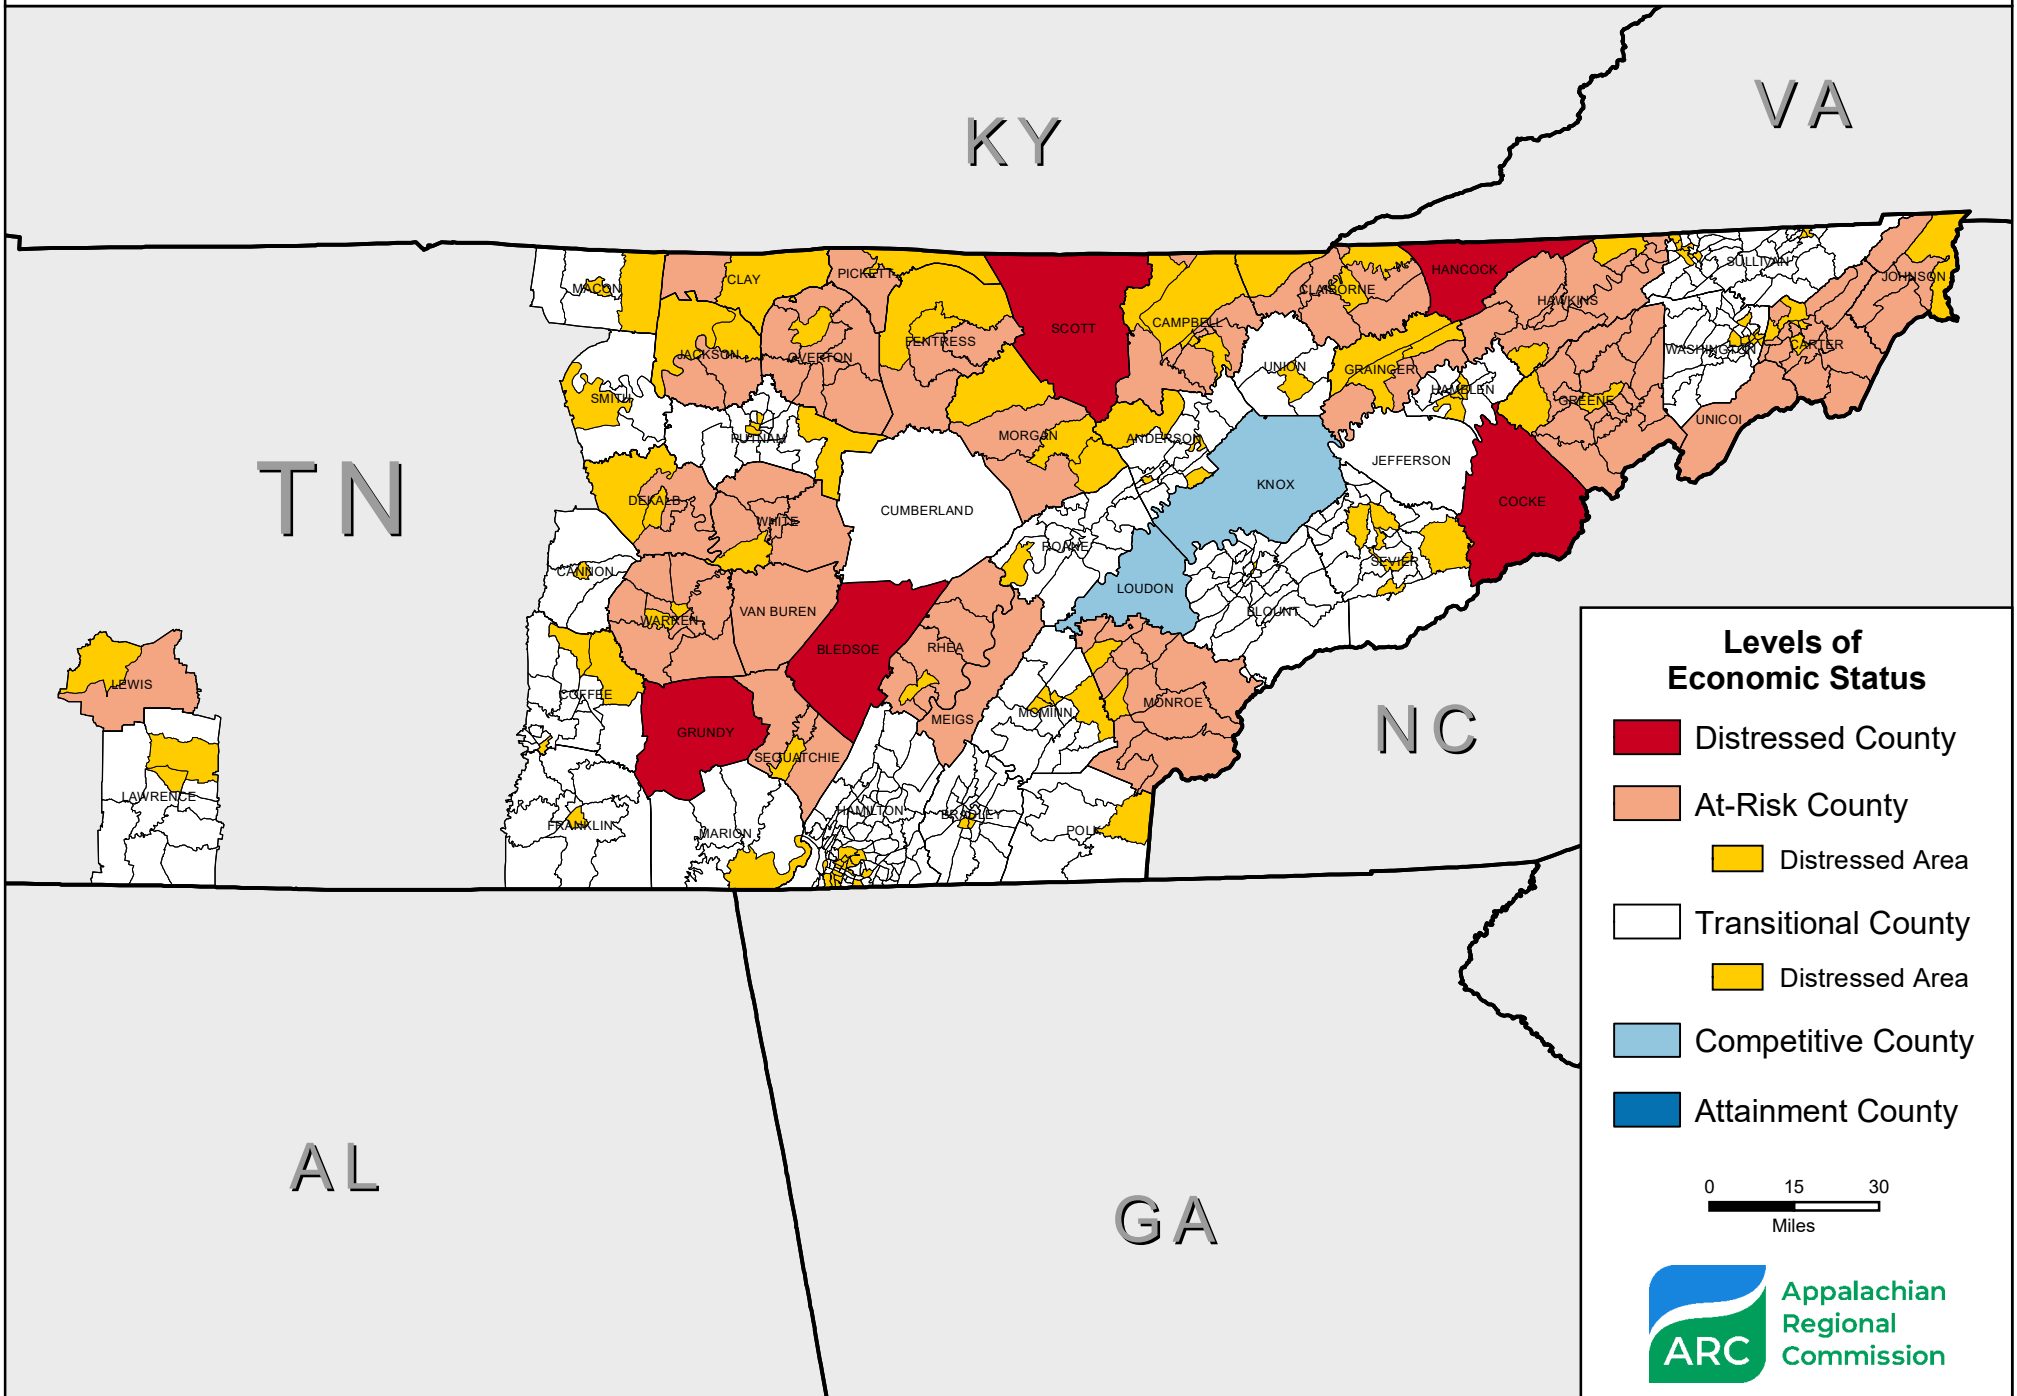 KY
VA
TN
NC
AL
GA
MACON
CLAY
PICKETT
SCOTT
CAMPBELL
CLAIBORNE
HANCOCK
HAWKINS
SULLIVAN
JOHNSON
JACKSON
OVERTON
FENTRESS
UNION
GRAINGER
HAMBLEN
GREENE
WASHINGTON
CARTER
UNICOI
SMITH
PUTNAM
MORGAN
ANDERSON
KNOX
JEFFERSON
COCKE
DEKALB
WHITE
CUMBERLAND
ROANE
LOUDON
BLOUNT
SEVIER
CANNON
WARREN
VAN BUREN
BLEDSOE
RHEA
MEIGS
MCMINN
MONROE
LEWIS
LAWRENCE
COFFEE
GRUNDY
SEQUATCHIE
FRANKLIN
MARION
HAMILTON
BRADLEY
POLK
Levels of
Economic Status
Distressed County
At-Risk County
Distressed Area
Transitional County
Distressed Area
Competitive County
Attainment County
0 15 30
Miles
ARC
Appalachian
Regional
Commission